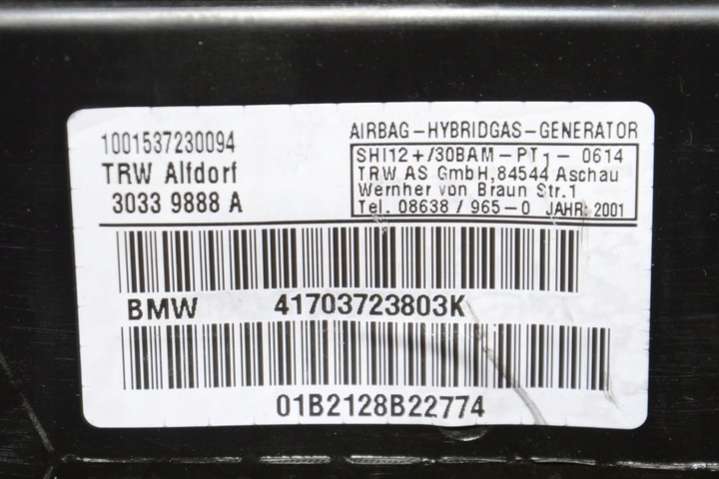 1001537230094
TRW Alfdorf
3033 9888 A
AIRBAG-HYBRIDGAS-GENERATOR
SHI12+/30BAM-PT1-0614
TRW AS GmbH,84544 Aschau
Wernher von Braun Str.1
Tel. 08638 / 965-0 JAHR: 2001
BMW 41703723803K
01B2128B22774